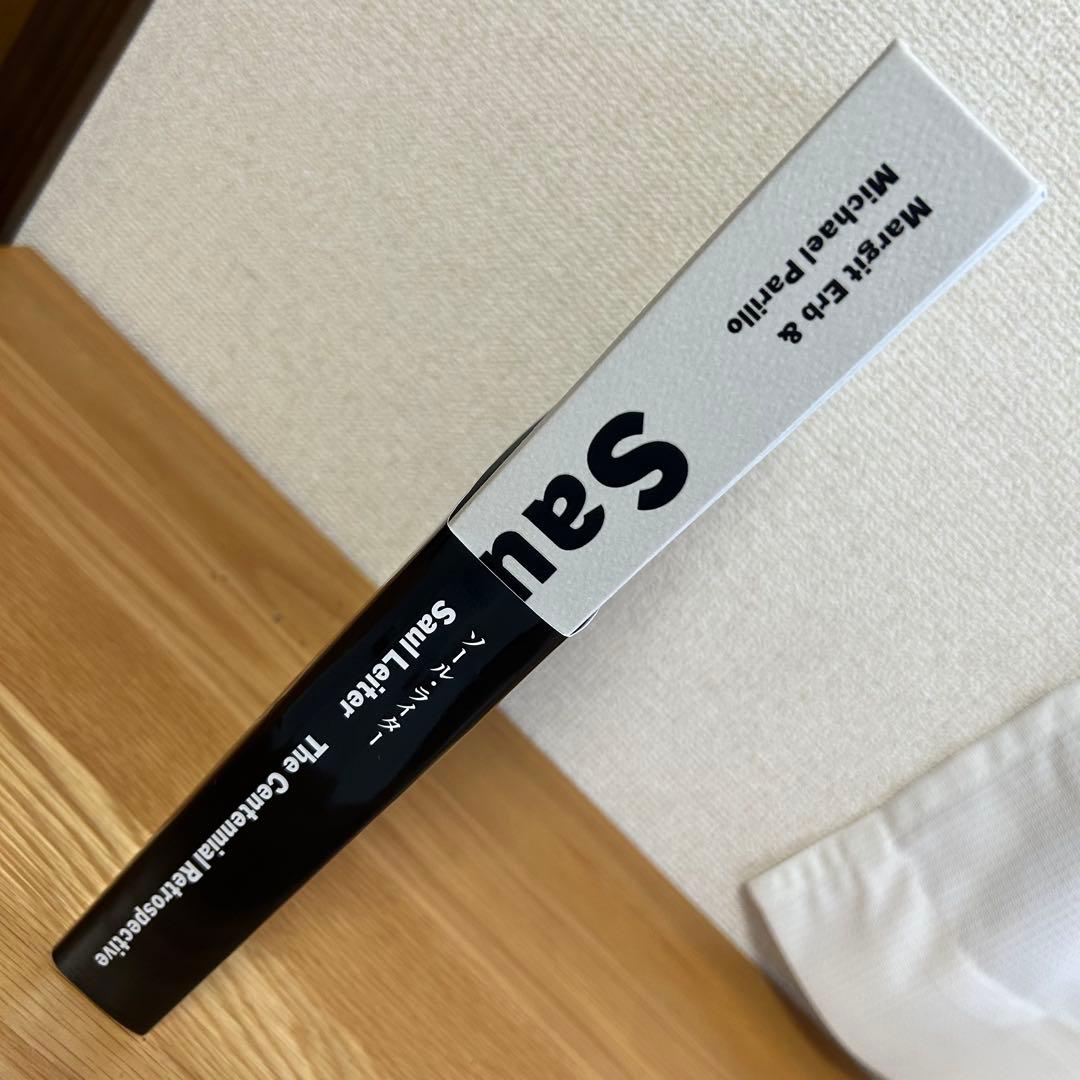 Margit Erb &
Michael Parillo
Sau
ソール・ライター
Saul Leiter
The Centennial Retrospective